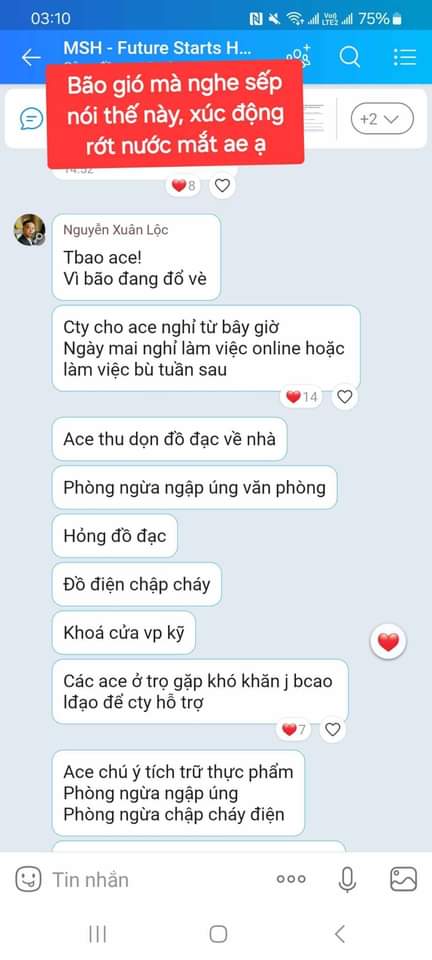 03:10
Vo))
LTE2
75%
MSH - Future Starts H...
Bão gió mà nghe sếp
nói thế này, xúc động
rớt nước mắt ae ạ
+2
8
Nguyễn Xuân Lộc
Tbao ace!
Vì bão đang đổ vè
Cty cho ace nghỉ từ bây giờ
Ngày mai nghỉ làm việc online hoặc
làm việc bù tuần sau
14
Ace thu dọn đồ đạc về nhà
Phòng ngừa ngập úng văn phòng
Hỏng đồ đạc
Đồ điện chập cháy
Khoá cửa vp kỹ
Các ace ở trọ gặp khó khăn j bcao
lđạo để cty hỗ trợ
7
Ace chú ý tích trữ thực phẩm
Phòng ngừa ngập úng
Phòng ngừa chập cháy điện
Tin nhắn